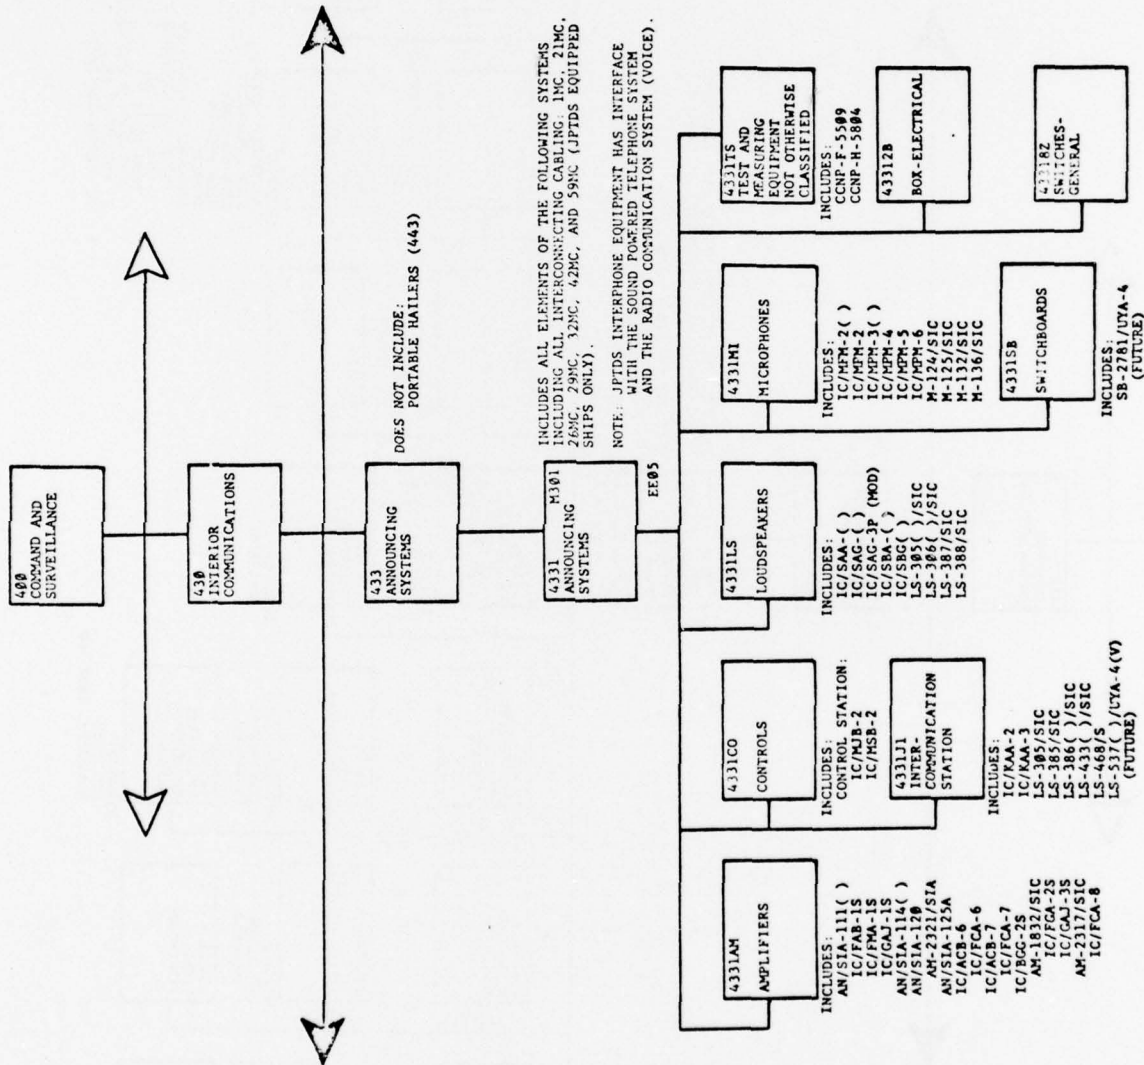 400
COMMAND AND
SURVEILLANCE
430
INTERIOR
COMMUNICATIONS
433
ANNOUNCING
SYSTEMS
DOES NOT INCLUDE:
PORTABLE HAILERS (443)
4331 M301
ANNOUNCING
SYSTEMS
EE05
INCLUDES ALL ELEMENTS OF THE FOLLOWING SYSTEMS
INCLUDING ALL INTERCONNECTING CABLING: 1MC, 21MC,
26MC, 29MC, 32MC, 42MC, AND 59MC (JPTDS EQUIPPED
SHIPS ONLY).
NOTE: JPTDS INTERPHONE EQUIPMENT HAS INTERFACE
WITH THE SOUND POWERED TELEPHONE SYSTEM
AND THE RADIO COMMUNICATION SYSTEM (VOICE).
4331AM
AMPLIFIERS
INCLUDES:
AN/SIA-111( )
IC/FAB-1S
IC/FMA-1S
IC/GAJ-1S
AN/SIA-114( )
AN/SIA-120
AM-2321/SIA
AN/SIA-125A
IC/ACB-6
IC/FCA-6
IC/ACB-7
IC/FCA-7
IC/BGG-2S
AM-1832/SIC
IC/FGA-2S
IC/GAJ-3S
AM-2317/SIC
IC/FCA-8
4331CO
CONTROLS
INCLUDES:
CONTROL STATION:
IC/MJB-2
IC/MSB-2
4331J1
INTER-
COMMUNICATION
STATION
INCLUDES:
IC/KAA-2
IC/KAA-3
LS-305/SIC
LS-385/SIC
LS-386( )/SIC
LS-433( )/SIC
LS-468/S
LS-537( )/UYA-4(V)
(FUTURE)
4331LS
LOUDSPEAKERS
INCLUDES:
IC/SAA-( )
IC/SAG-( )
IC/SAG-3P (MOD)
IC/SBA-( )
IC/SBG( )
LS-305( )/SIC
LS-306( )/SIC
LS-387/SIC
LS-388/SIC
4331MI
MICROPHONES
INCLUDES:
IC/MPM-2( )
IC/MPM-2
IC/MPM-3( )
IC/MPM-4
IC/MPM-5
IC/MPM-6
M-124/SIC
M-125/SIC
M-132/SIC
M-136/SIC
4331SB
SWITCHBOARDS
INCLUDES:
SB-2781/UYA-4
(FUTURE)
4331TS
TEST AND
MEASURING
EQUIPMENT
NOT OTHERWISE
CLASSIFIED
INCLUDES:
CCNP-F-5509
CCNP-H-5804
43312B
BOX-ELECTRICAL
43318Z
SWITCHES-
GENERAL